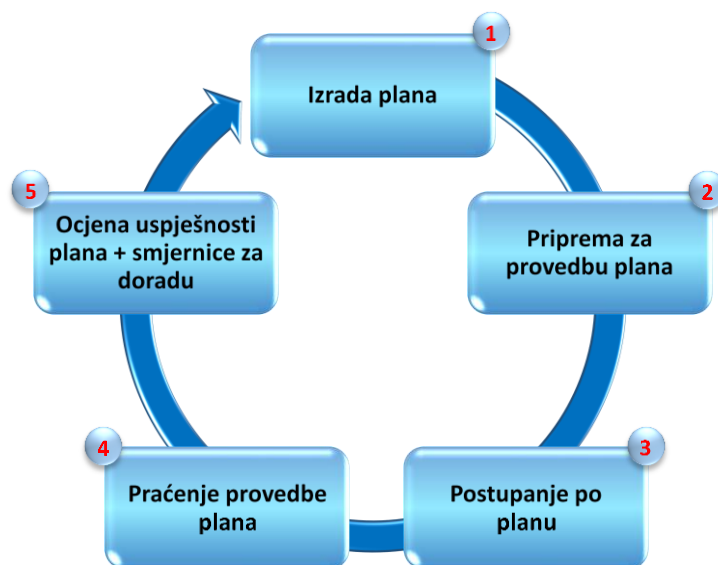 1
Izrada plana
2
Priprema za
provedbu plana
3
Postupanje po
planu
4
Praćenje provedbe
plana
5
Ocjena uspješnosti
plana + smjernice za
doradu